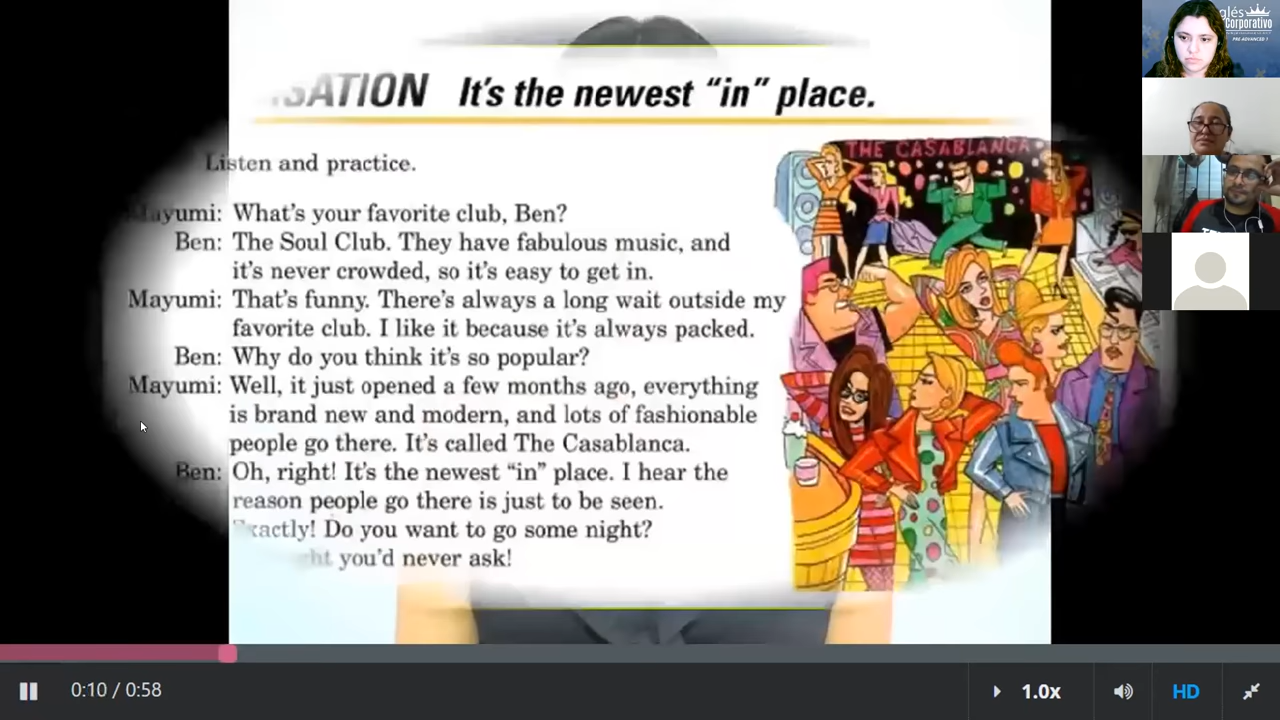 It's the newest "in" place.
Listen and practice.
Mayumi: What's your favorite club, Ben?
Ben: The Soul Club. They have fabulous music, and
it's never crowded, so it's easy to get in.
Mayumi: That's funny. There's always a long wait outside my
favorite club. I like it because it's always packed.
Ben: Why do you think it's so popular?
Mayumi: Well, it just opened a few months ago, everything
is brand new and modern, and lots of fashionable
people go there. It's called The Casablanca.
Ben: Oh, right! It's the newest "in" place. I hear the
reason people go there is just to be seen.
Exactly! Do you want to go some night?
you'd never ask!
THE CASABLANCA
Corporativo
PRE-ADVANCED 1
0:10 / 0:58
1.0x
HD